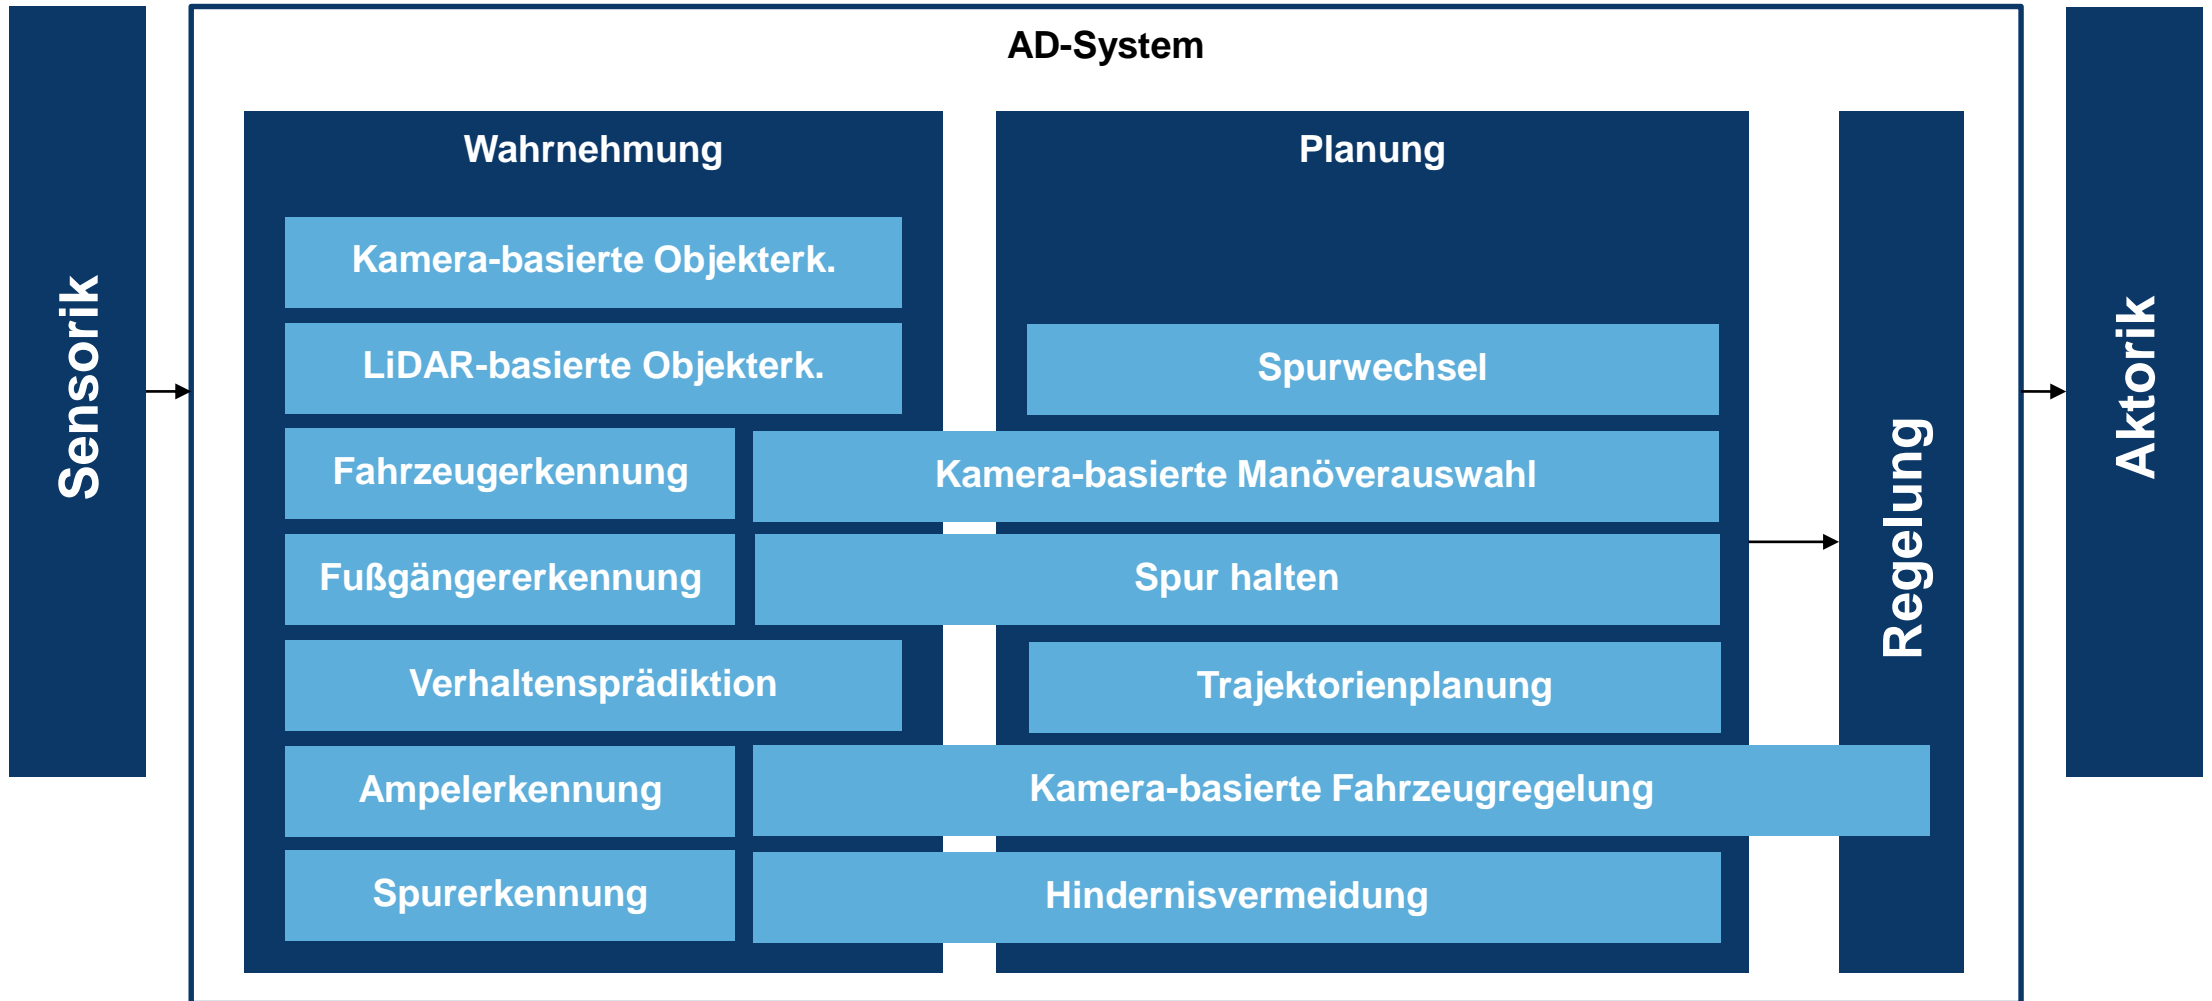 Sensorik
AD-System
Wahrnehmung
Kamera-basierte Objekterk.
LiDAR-basierte Objekterk.
Fahrzeugerkennung
Fußgängererkennung
Verhaltensprädiktion
Ampelerkennung
Spurerkennung
Planung
Spurwechsel
Kamera-basierte Manöverauswahl
Spur halten
Trajektorienplanung
Kamera-basierte Fahrzeugregelung
Hindernisvermeidung
Regelung
Aktorik